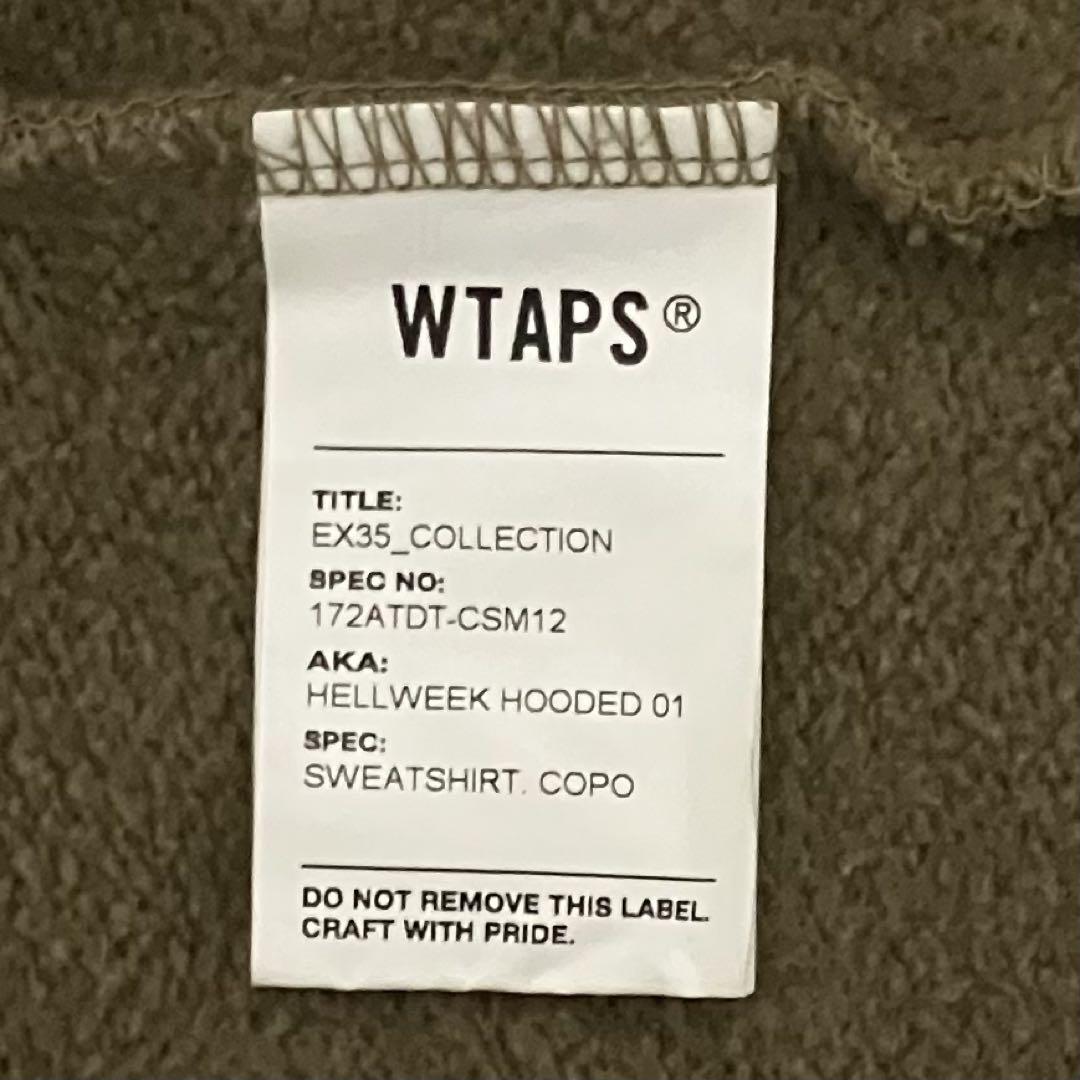 WTAPS®
TITLE:
EX35_COLLECTION
SPEC NO:
172ATDT-CSM12
AKA:
HELLWEEK HOODED 01
SPEC:
SWEATSHIRT. COPO
DO NOT REMOVE THIS LABEL.
CRAFT WITH PRIDE.